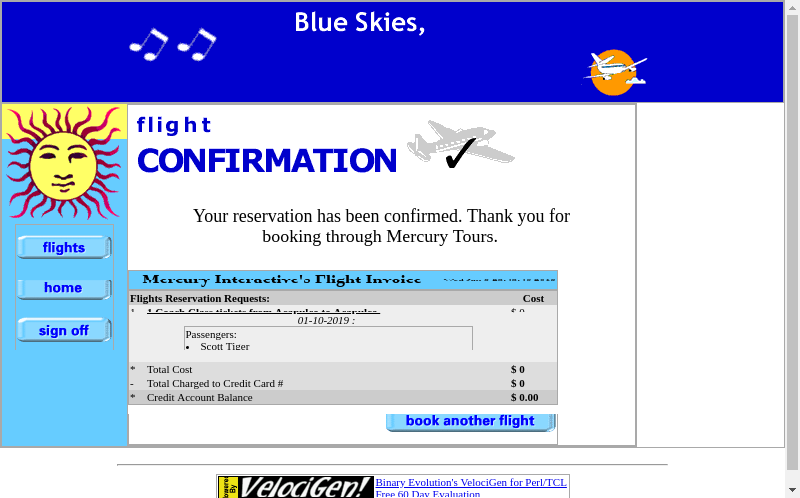 Blue Skies,
flight
CONFIRMATION
Your reservation has been confirmed. Thank you for
booking through Mercury Tours.
flights
home
sign off
Mercury Interactive's Flight Invoice
Flights Reservation Requests: Cost
1 1 Coach Class tickets from Acapulco to Acapulco $ 0
01-10-2019 :
Passengers:
• Scott Tiger
* Total Cost $ 0
- Total Charged to Credit Card # $ 0
* Credit Account Balance $ 0.00
book another flight
Powered By
VelociGen!
Binary Evolution's VelociGen for Perl/TCL
Free 60 Day Evaluation